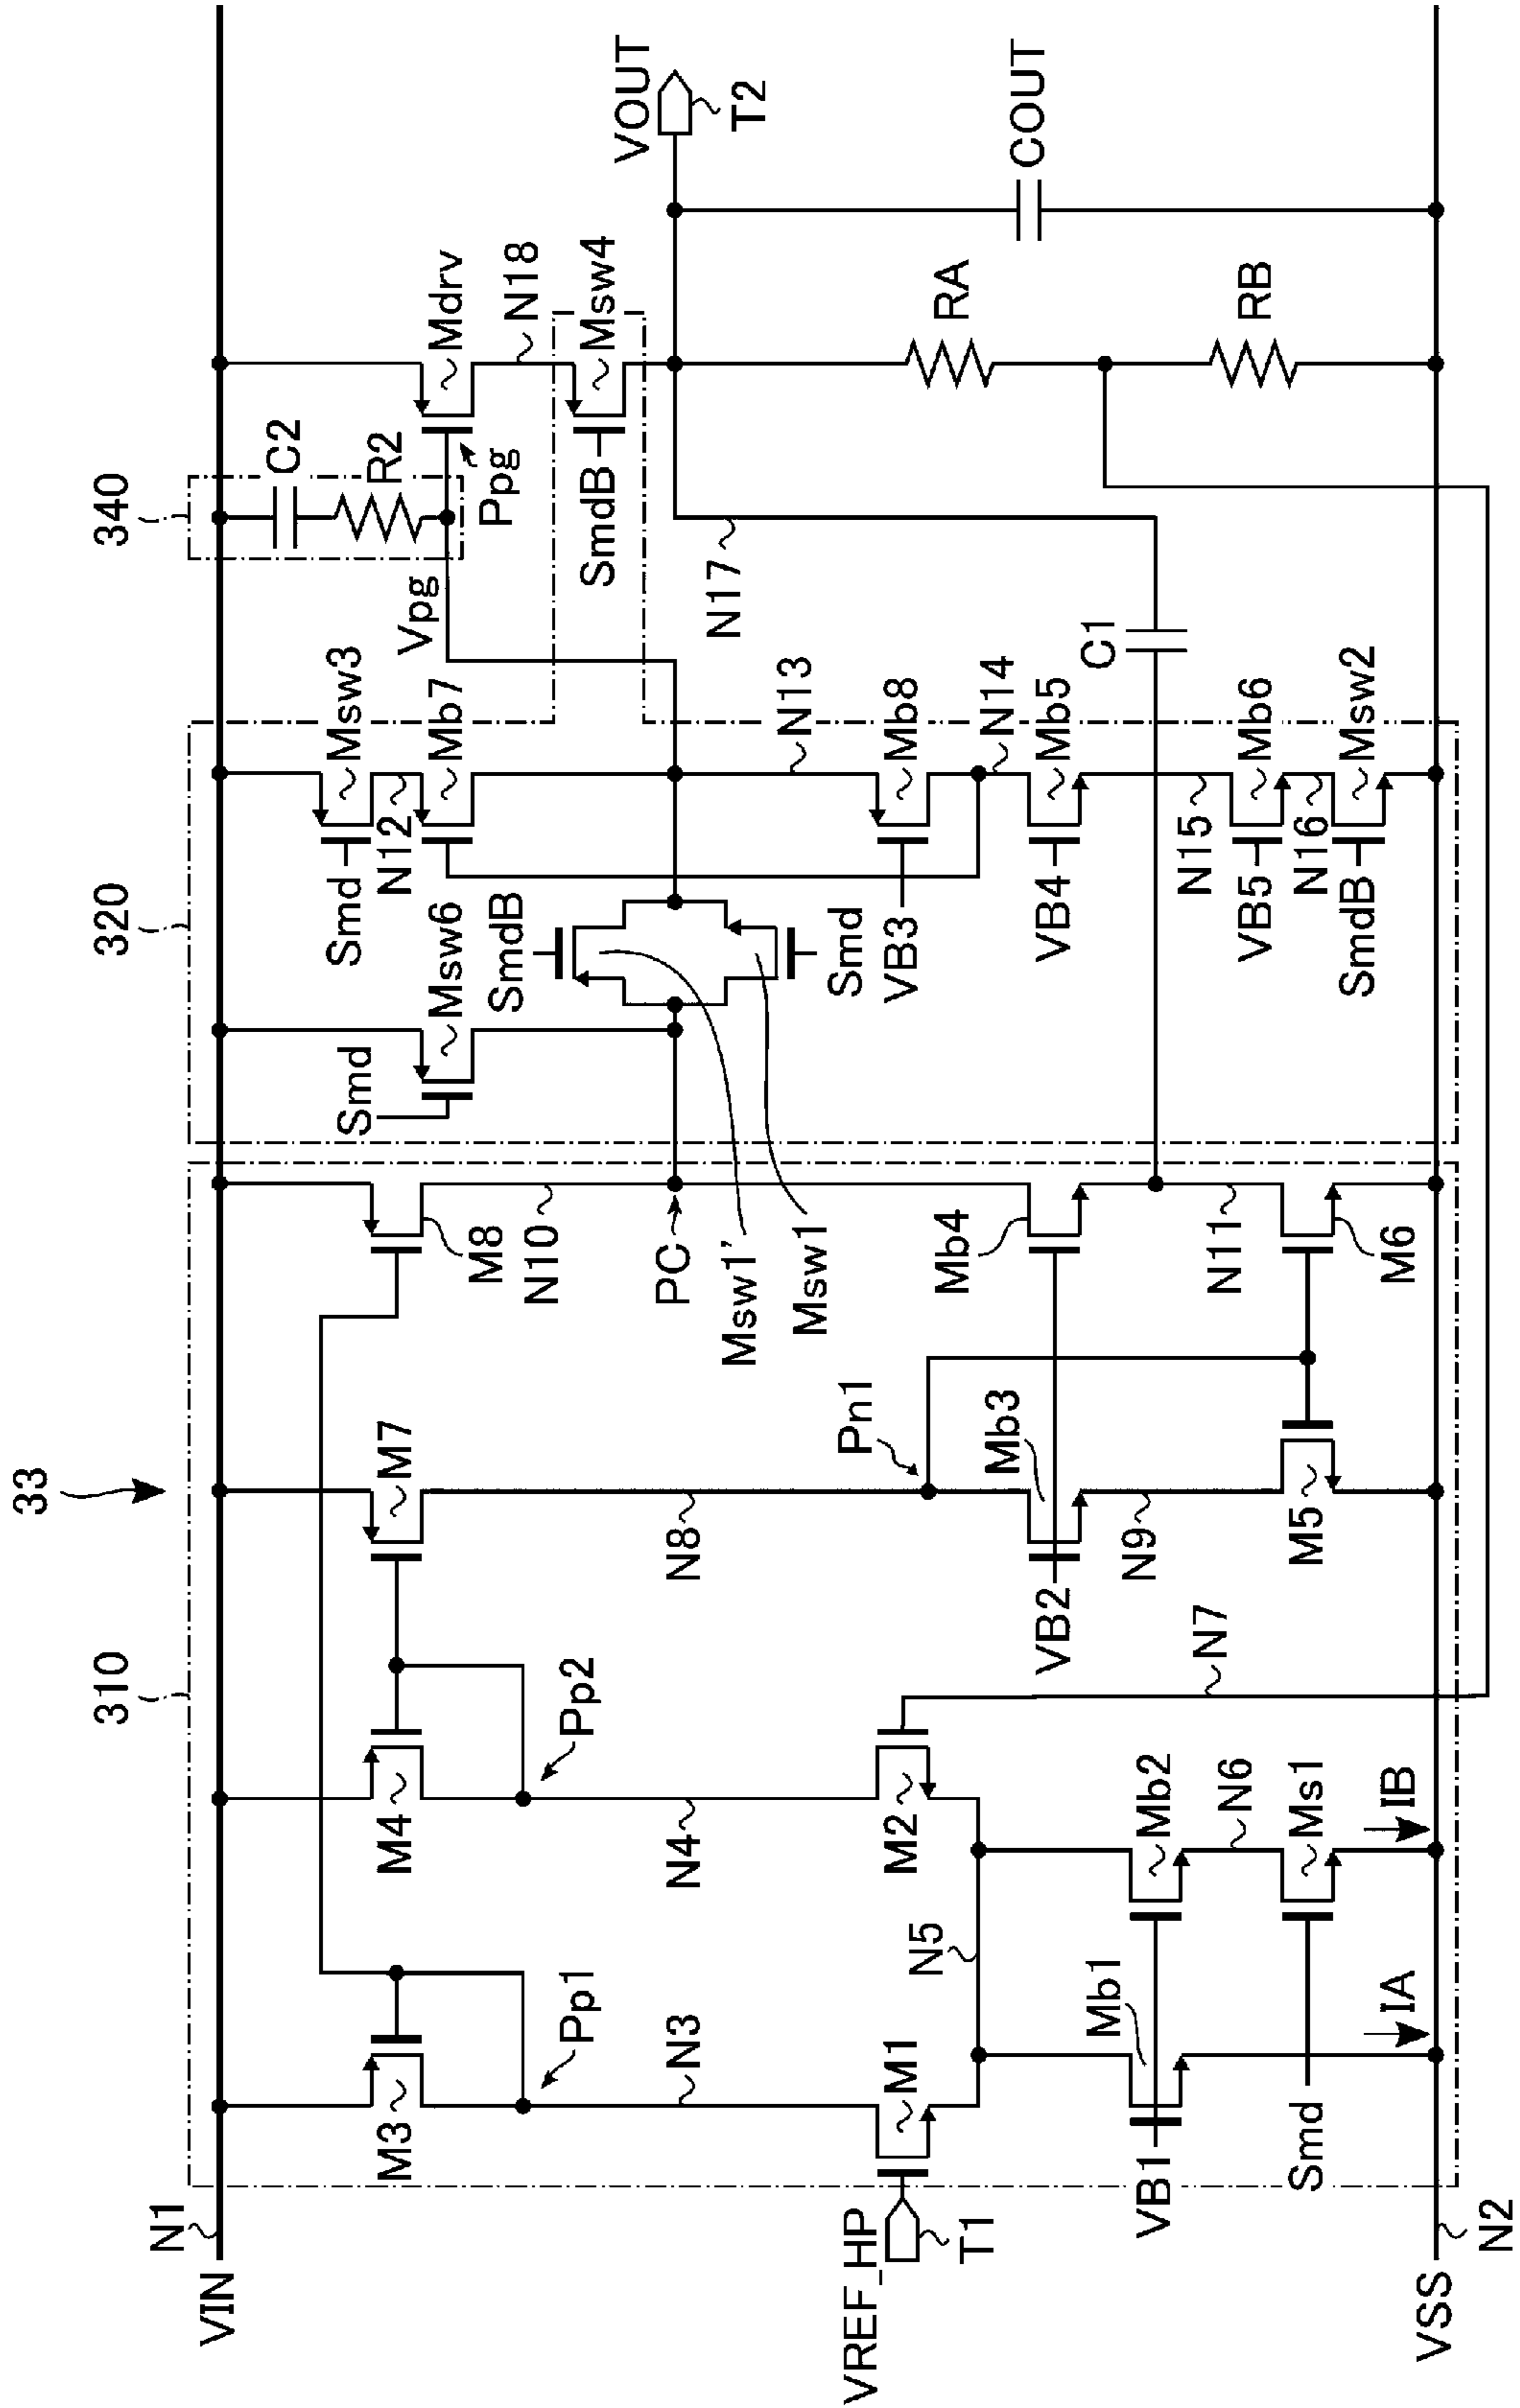 33
310
320
340
VIN
N1
M3
M4
M7
M8
Pp1
Pp2
N3
N4
N8
N10
PC
Pn1
Smd
Msw6
Smd
Msw3
N12
Mb7
SmdB
Msw1'
Msw1
Smd
Vpg
C2
R2
Ppg
Mdrv
N18
Msw4
SmdB
VOUT
T2
N17
N13
VB3
Mb8
N14
VB4
Mb5
C1
N15
VB5
Mb6
N16
SmdB
Msw2
RA
RB
COUT
VREF_HP
T1
M1
M2
N5
N7
VB1
Mb1
Mb2
N6
Smd
Ms1
IA
IB
VB2
Mb3
Mb4
N9
N11
M5
M6
VSS
N2